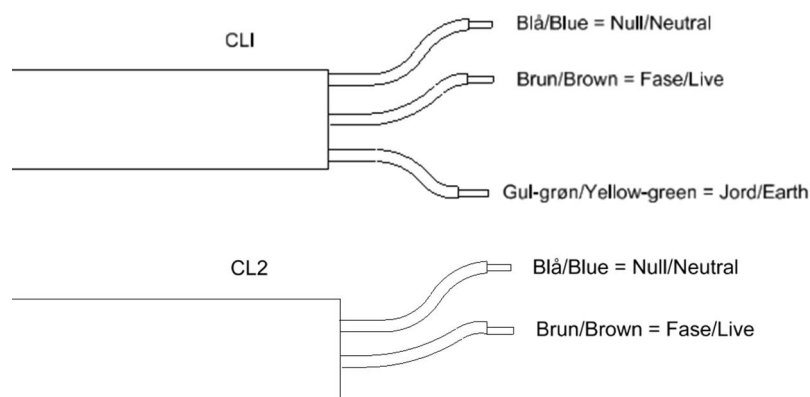 CL1
Blå/Blue = Null/Neutral
Brun/Brown = Fase/Live
Gul-grøn/Yellow-green = Jord/Earth
CL2
Blå/Blue = Null/Neutral
Brun/Brown = Fase/Live